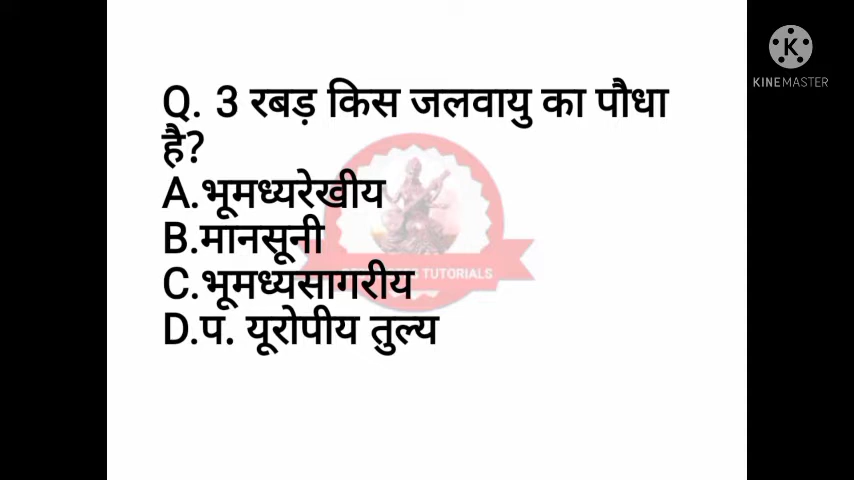 Q. 3 रबड़ किस जलवायु का पौधा
है?
A.भूमध्यरेखीय
B.मानसूनी
C.भूमध्यसागरीय
D.प. यूरोपीय तुल्य
TUTORIALS
K
KINEMASTER